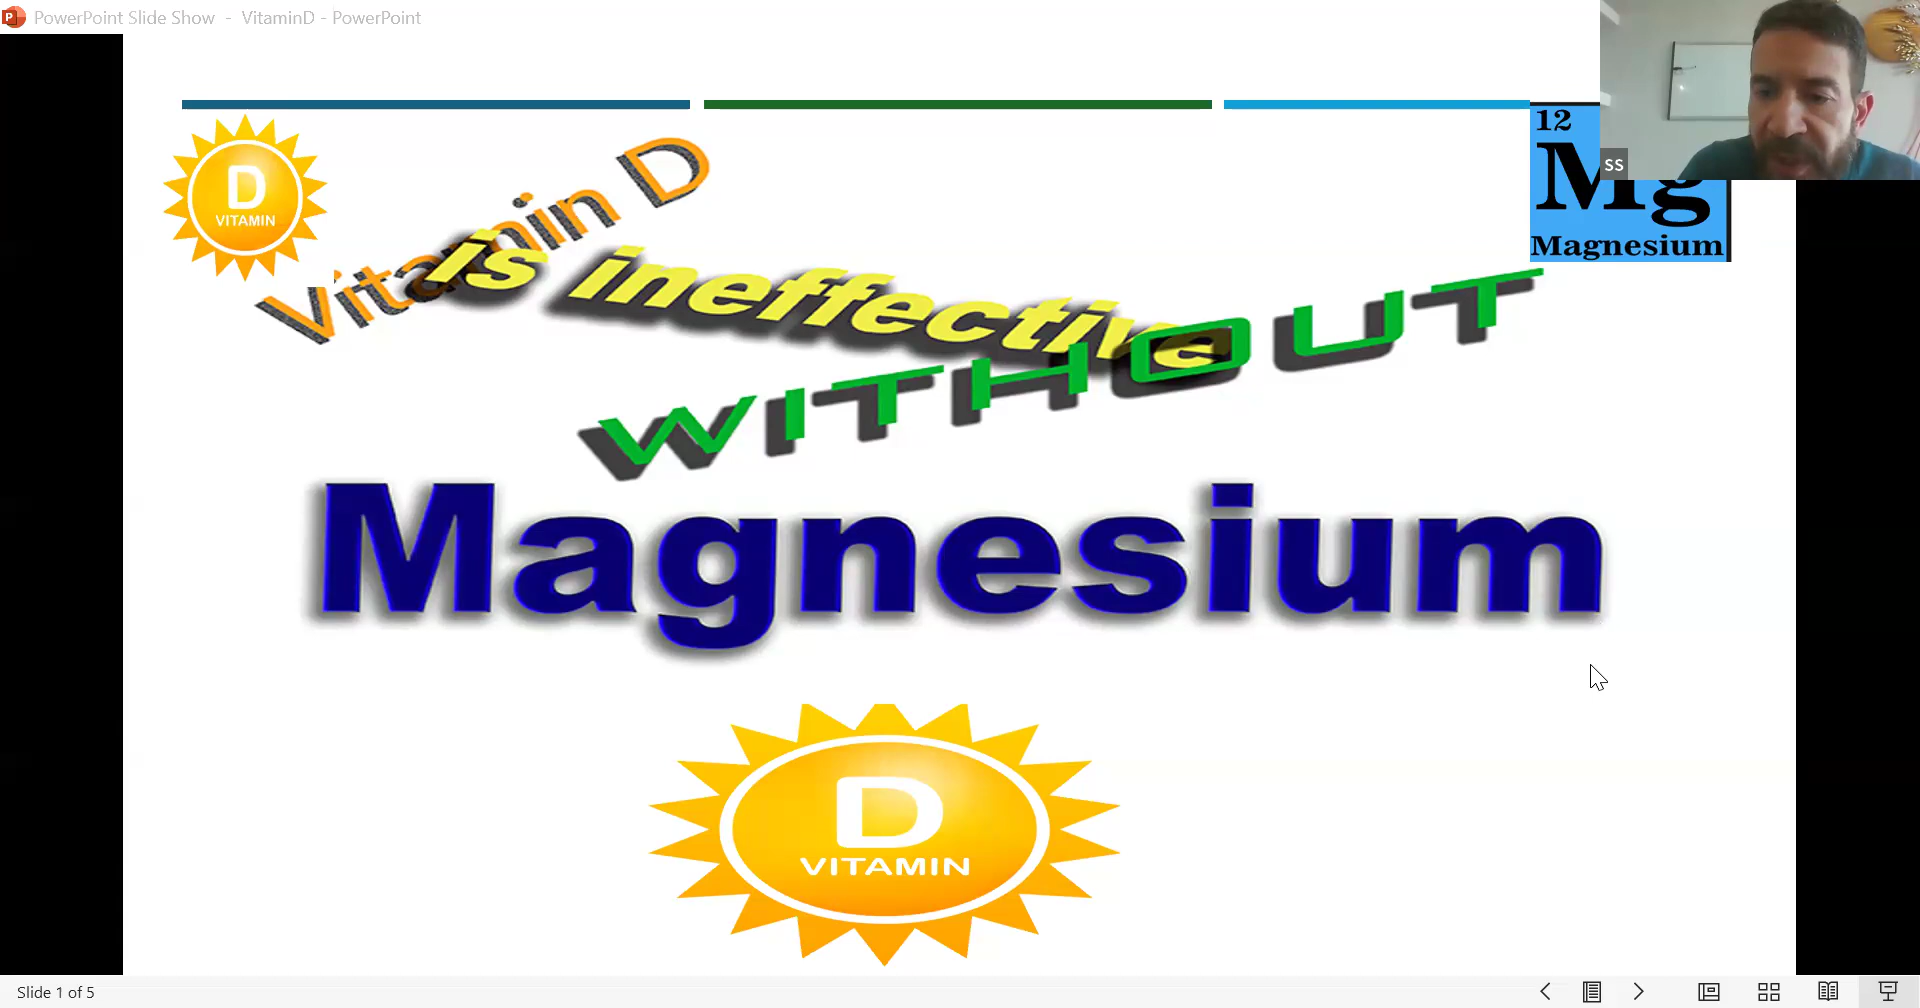 PowerPoint Slide Show - VitaminD - PowerPoint
D
VITAMIN
Vitamin D
is ineffective
WITHOUT
Magnesium
12
Mg
Magnesium
ss
D
VITAMIN
Slide 1 of 5